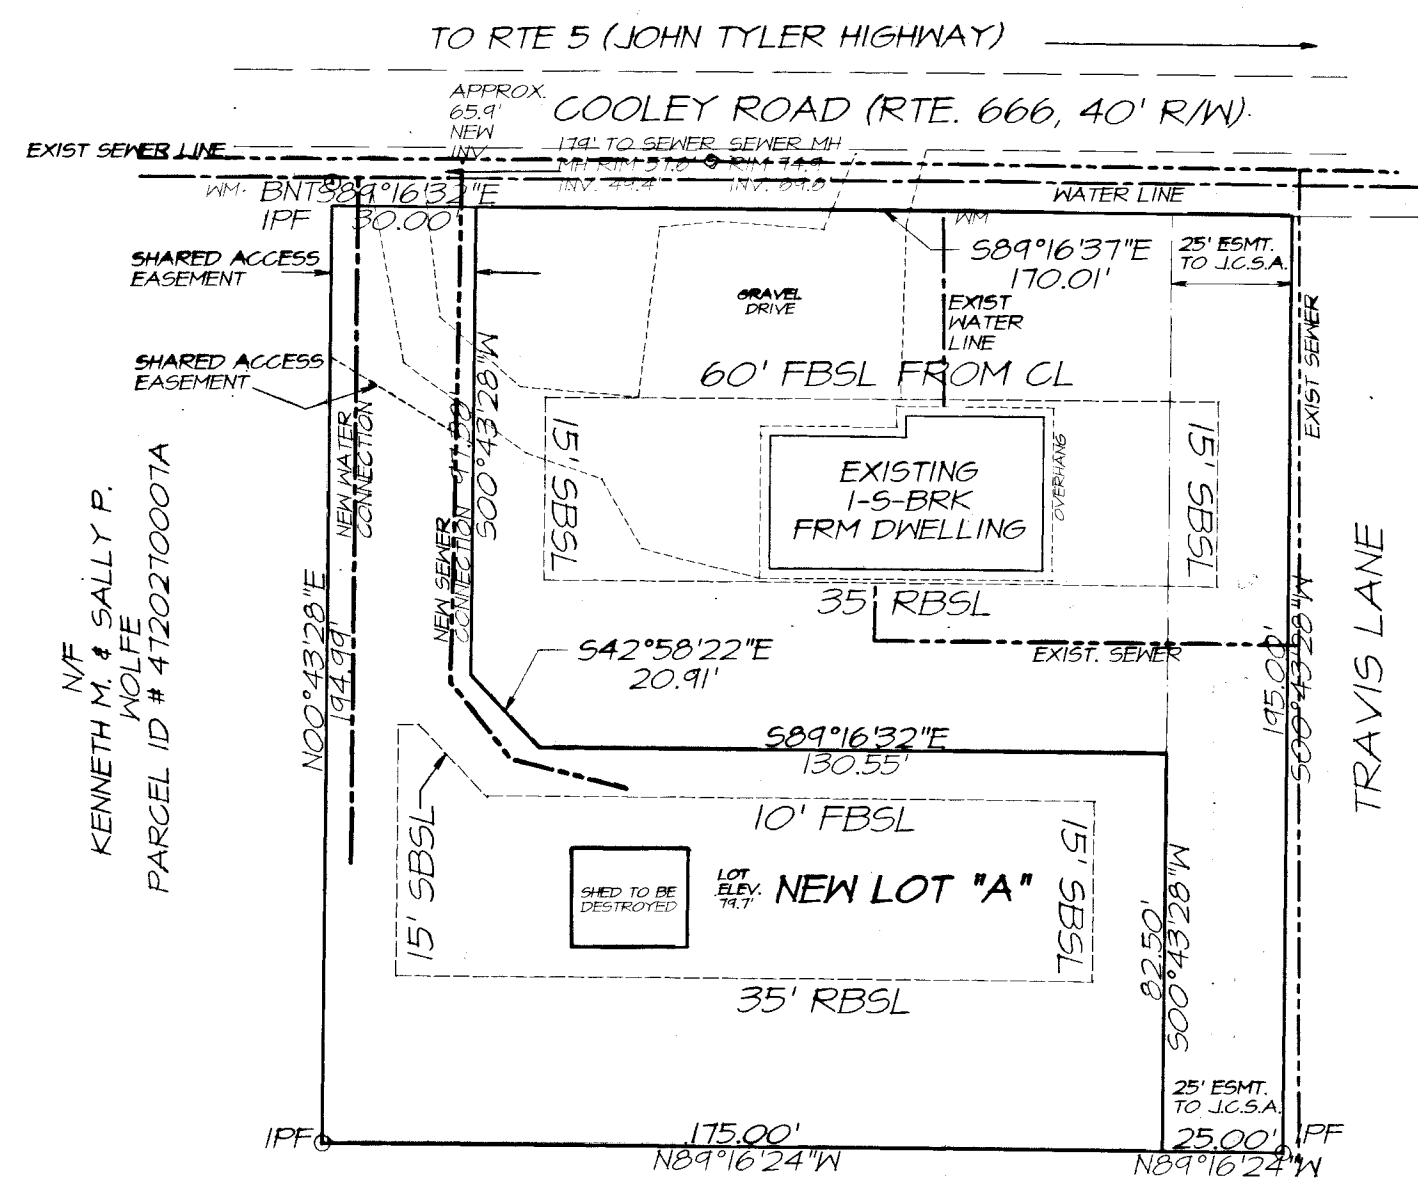 TO RTE 5 (JOHN TYLER HIGHWAY)
APPROX.
65.9'
NEW
INV.
COOLEY ROAD (RTE. 666, 40' R/W)
EXIST SEWER LINE
179' TO SEWER
SEWER MH
MH RIM
RIM
INV.
INV.
WM.
BNT
S89°16'32"E
IPF
30.00'
WATER LINE
WM
SHARED ACCESS
EASEMENT
S89°16'37"E
170.01'
25' ESMT.
TO J.C.S.A.
GRAVEL
DRIVE
EXIST
WATER
LINE
EXIST SEWER
SHARED ACCESS
EASEMENT
60' FBSL FROM CL
S00°43'28"W
NEW WATER
CONNECTION
15' SBSL
EXISTING
1-S-BRK
FRM DWELLING
OVERHANG
15' SBSL
N/F
KENNETH M. & SALLY P.
WOLFE
PARCEL ID # 4720270007A
NEW SEWER
CONNECTION
35' RBSL
N00°43'28"E
194.99'
S42°58'22"E
20.91'
EXIST. SEWER
195.00'
S00°43'28"W
TRAVIS LANE
S89°16'32"E
130.55'
10' FBSL
15' SBSL
SHED TO BE
DESTROYED
LOT
ELEV.
79.7'
NEW LOT "A"
15' SBSL
82.50'
S00°43'28"W
35' RBSL
25' ESMT.
TO J.C.S.A.
IPF
175.00'
N89°16'24"W
25.00'
N89°16'24"W
IPF